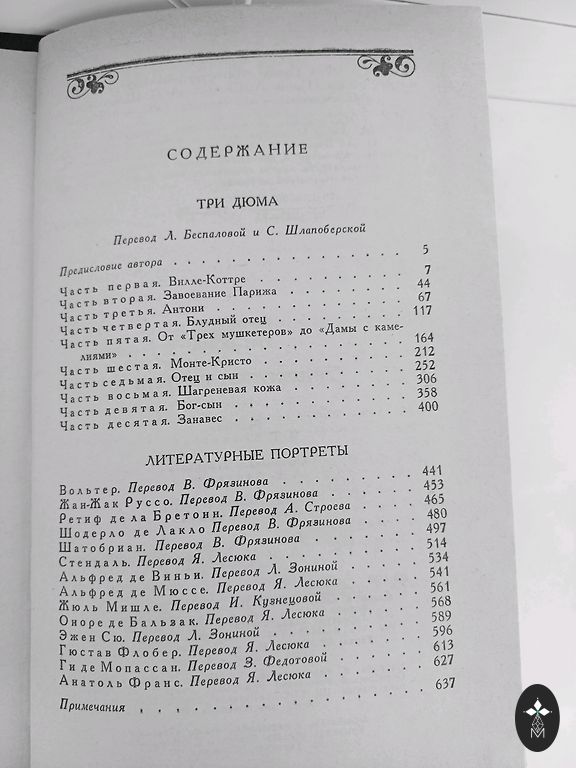 СОДЕРЖАНИЕ
ТРИ ДЮМА
Перевод Л. Беспаловой и С. Шлапоберской
Предисловие автора . . . . . . . . . . . . 5
Часть первая. Вилле-Коттре . . . . . . . . 7
Часть вторая. Завоевание Парижа . . . . . . 44
Часть третья. Антони . . . . . . . . . . 67
Часть четвертая. Блудный отец . . . . . . . 117
Часть пятая. От «Трех мушкетеров» до «Дамы с каме-
лиями» . . . . . . . . . . . . . . 164
Часть шестая. Монте-Кристо . . . . . . . . 212
Часть седьмая. Отец и сын . . . . . . . . 252
Часть восьмая. Шагреневая кожа . . . . . . 306
Часть девятая. Бог-сын . . . . . . . . . 358
Часть десятая. Занавес . . . . . . . . . 400
ЛИТЕРАТУРНЫЕ ПОРТРЕТЫ
Вольтер. Перевод В. Фрязинова . . . . . . . 441
Жан-Жак Руссо. Перевод В. Фрязинова . . . . . 453
Ретиф де ла Бретонн. Перевод А. Строева . . . . 465
Шодерло де Лакло Перевод В. Фрязинова . . . . 480
Шатобриан. Перевод В. Фрязинова . . . . . . 497
Стендаль. Перевод Я. Лесюка . . . . . . . . 514
Альфред де Виньи. Перевод Л. Зониной . . . . . 534
Альфред де Мюссе. Перевод Я. Лесюка . . . . . 541
Жюль Мишле. Перевод И. Кузнецовой . . . . . 561
Оноре де Бальзак. Перевод Я. Лесюка . . . . . 568
Эжен Сю. Перевод Л. Зониной . . . . . . . . 589
Гюстав Флобер. Перевод Я. Лесюка . . . . . . 596
Ги де Мопассан. Перевод З. Федотовой . . . . . 613
Анатоль Франс. Перевод Я. Лесюка . . . . . . 627
Примечания . . . . . . . . . . . . . 637
М